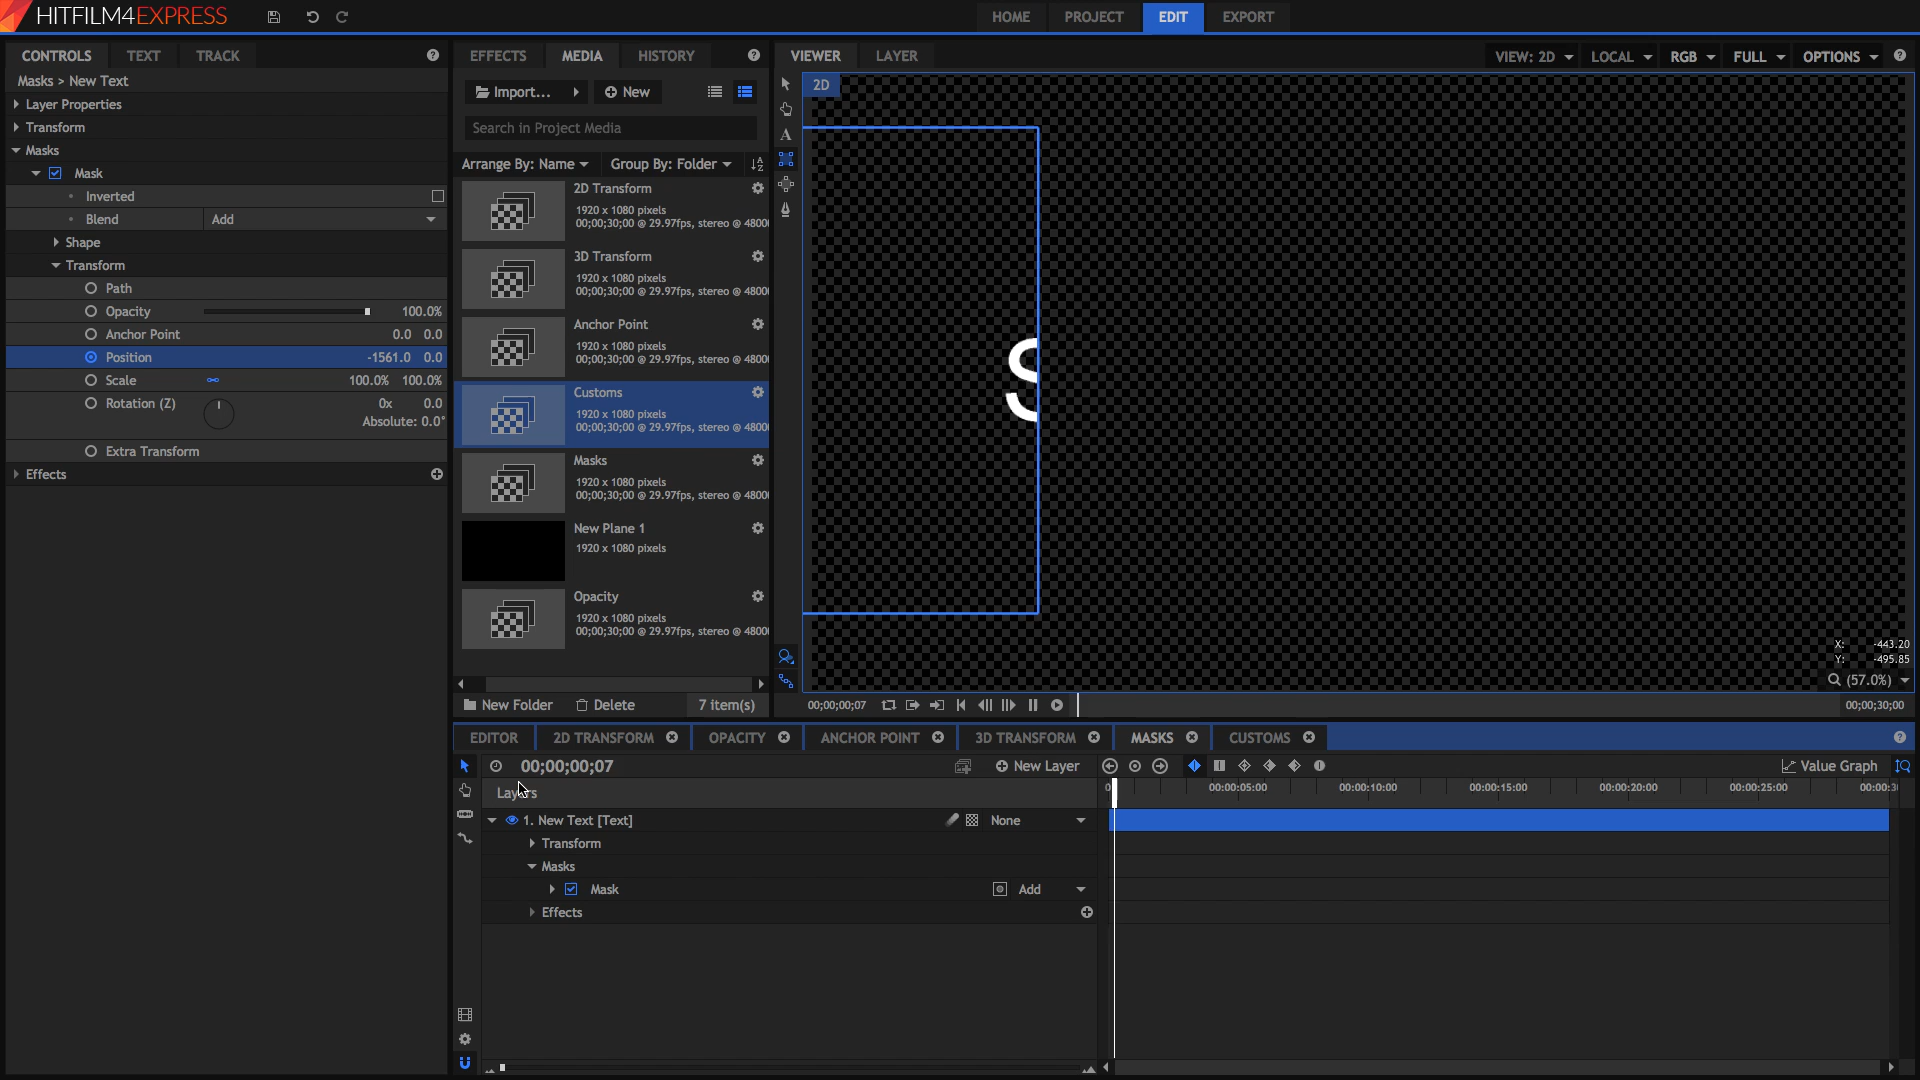 HITFILM4EXPRESS
HOME
PROJECT
EDIT
EXPORT
CONTROLS
TEXT
TRACK
Masks > New Text
Layer Properties
Transform
Masks
Mask
Inverted
Blend
Add
Shape
Transform
Path
Opacity
100.0%
Anchor Point
0.0 0.0
Position
-1561.0 0.0
Scale
100.0% 100.0%
Rotation (Z)
0x 0.0
Absolute: 0.0°
Extra Transform
Effects
EFFECTS
MEDIA
HISTORY
Import...
New
Search in Project Media
Arrange By: Name
Group By: Folder
2D Transform
1920 x 1080 pixels
00;00;30;00 @ 29.97fps, stereo @ 4800
3D Transform
1920 x 1080 pixels
00;00;30;00 @ 29.97fps, stereo @ 4800
Anchor Point
1920 x 1080 pixels
00;00;30;00 @ 29.97fps, stereo @ 4800
Customs
1920 x 1080 pixels
00;00;30;00 @ 29.97fps, stereo @ 4800
Masks
1920 x 1080 pixels
00;00;30;00 @ 29.97fps, stereo @ 4800
New Plane 1
1920 x 1080 pixels
Opacity
1920 x 1080 pixels
00;00;30;00 @ 29.97fps, stereo @ 4800
New Folder
Delete
7 item(s)
VIEWER
LAYER
VIEW: 2D
LOCAL
RGB
FULL
OPTIONS
2D
S
X: -443.20
Y: -495.85
(57.0%)
00;00;00;07
00;00;30;00
EDITOR
2D TRANSFORM
OPACITY
ANCHOR POINT
3D TRANSFORM
MASKS
CUSTOMS
00;00;00;07
New Layer
Value Graph
Layers
0
00:00:05:00
00:00:10:00
00:00:15:00
00:00:20:00
00:00:25:00
00:00:3
1. New Text [Text]
None
Transform
Masks
Mask
Add
Effects